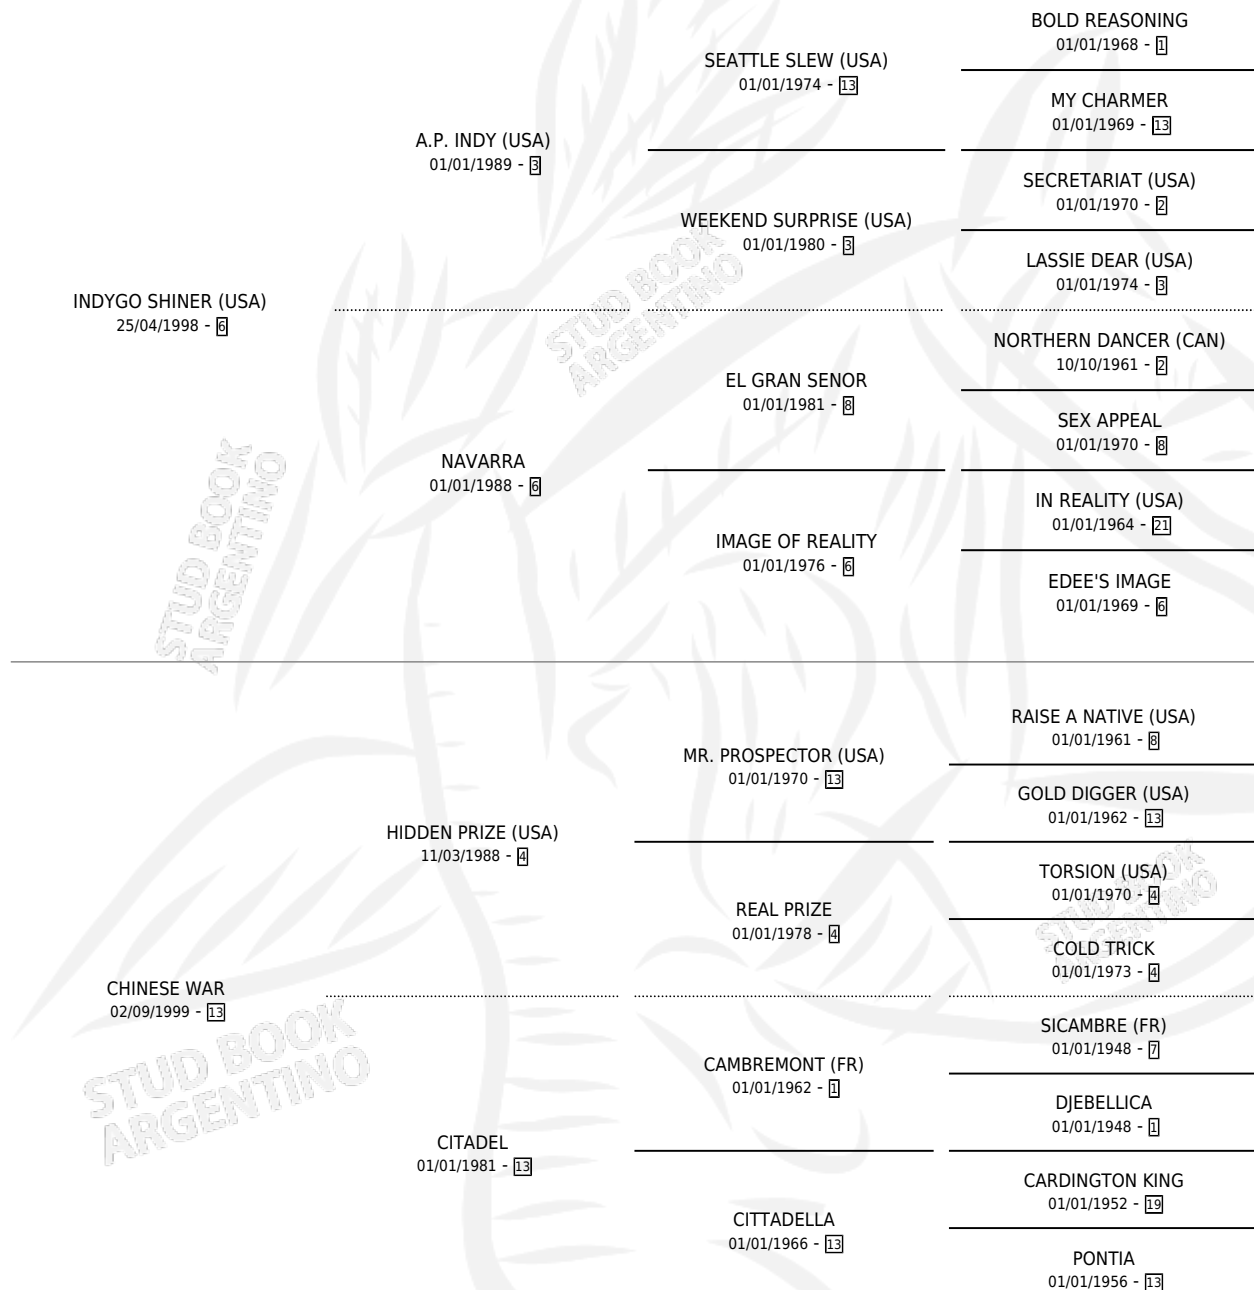 INDYGO SHINER (USA)
25/04/1998 - 6
A.P. INDY (USA)
01/01/1989 - 3
SEATTLE SLEW (USA)
01/01/1974 - 13
BOLD REASONING
01/01/1968 - 1
MY CHARMER
01/01/1969 - 13
WEEKEND SURPRISE (USA)
01/01/1980 - 3
SECRETARIAT (USA)
01/01/1970 - 2
LASSIE DEAR (USA)
01/01/1974 - 3
NAVARRA
01/01/1988 - 6
EL GRAN SENOR
01/01/1981 - 8
NORTHERN DANCER (CAN)
10/10/1961 - 2
SEX APPEAL
01/01/1970 - 8
IMAGE OF REALITY
01/01/1976 - 6
IN REALITY (USA)
01/01/1964 - 21
EDEE'S IMAGE
01/01/1969 - 6
CHINESE WAR
02/09/1999 - 13
HIDDEN PRIZE (USA)
11/03/1988 - 4
MR. PROSPECTOR (USA)
01/01/1970 - 13
RAISE A NATIVE (USA)
01/01/1961 - 8
GOLD DIGGER (USA)
01/01/1962 - 13
REAL PRIZE
01/01/1978 - 4
TORSION (USA)
01/01/1970 - 4
COLD TRICK
01/01/1973 - 4
CITADEL
01/01/1981 - 13
CAMBREMONT (FR)
01/01/1962 - 1
SICAMBRE (FR)
01/01/1948 - 7
DJEBELLICA
01/01/1948 - 1
CITTADELLA
01/01/1966 - 13
CARDINGTON KING
01/01/1952 - 19
PONTIA
01/01/1956 - 13
STUD BOOK
ARGENTINO
STUD BOOK
ARGENTINO
STUD BOOK
ARGENTINO
STUD BOOK
ARGENTINO